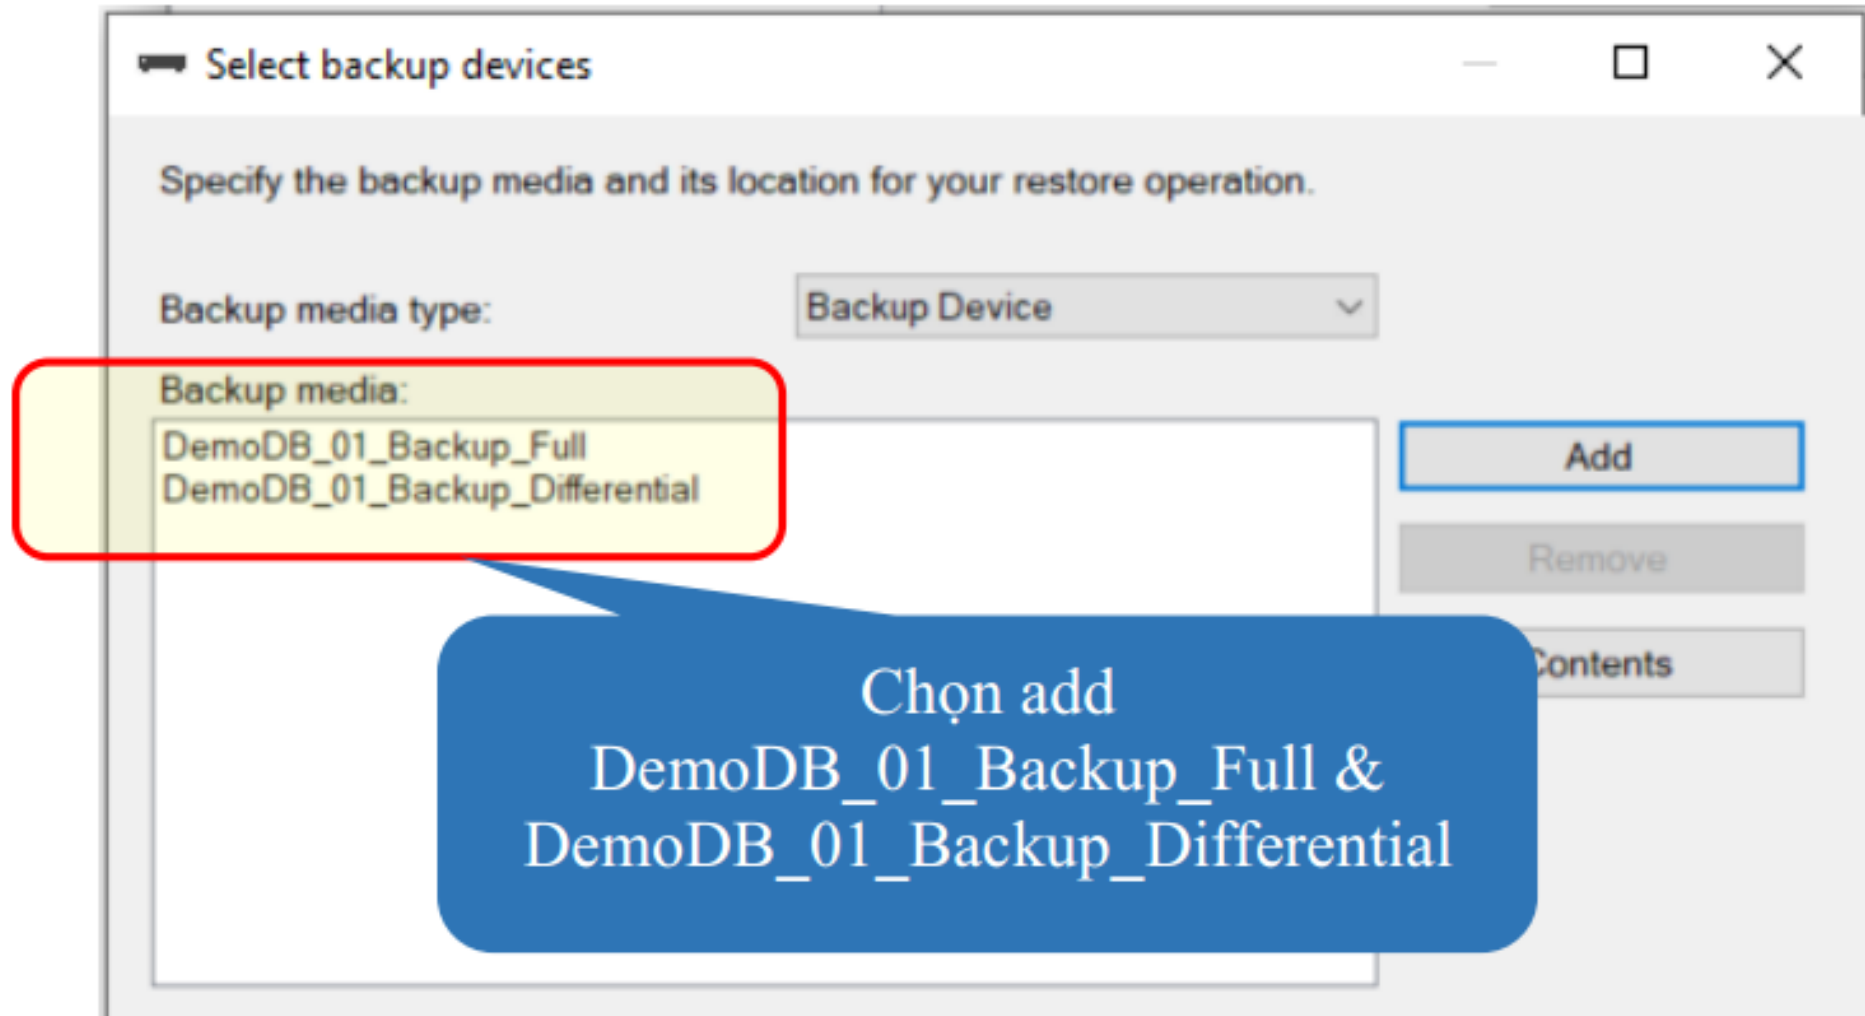 Select backup devices
Specify the backup media and its location for your restore operation.
Backup media type:
Backup Device
Backup media:
DemoDB_01_Backup_Full
DemoDB_01_Backup_Differential
Add
Remove
Contents
Chọn add
DemoDB_01_Backup_Full &
DemoDB_01_Backup_Differential